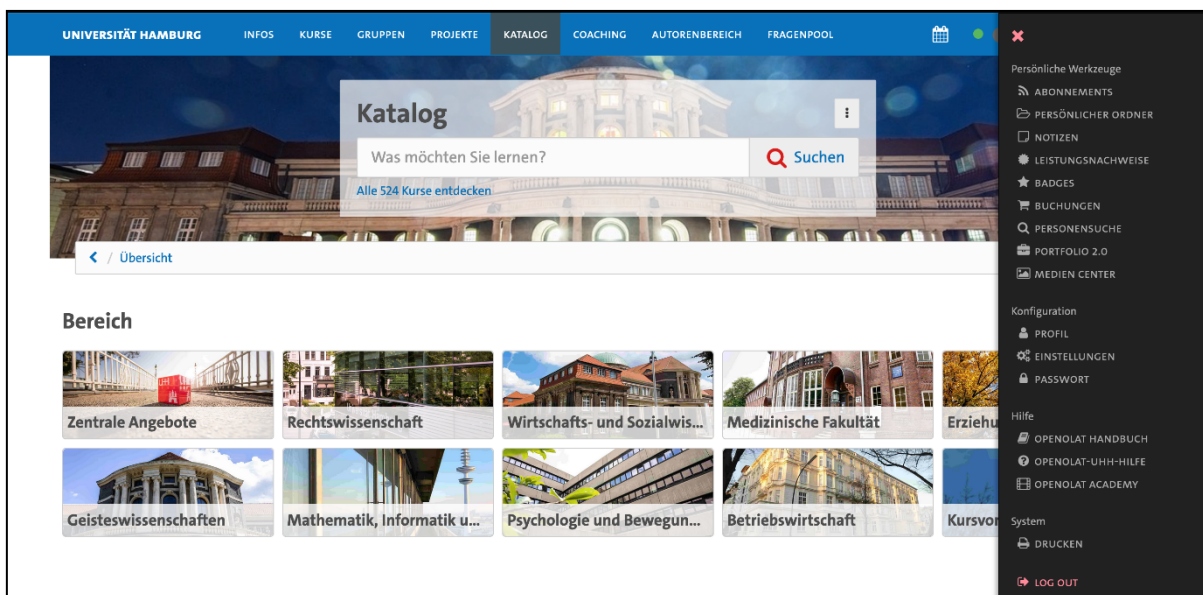 UNIVERSITÄT HAMBURG INFOS KURSE GRUPPEN PROJEKTE KATALOG COACHING AUTORENBEREICH FRAGENPOOL
Katalog
Was möchten Sie lernen? Suchen
Alle 524 Kurse entdecken
/ Übersicht
Bereich
Zentrale Angebote Rechtswissenschaft Wirtschafts- und Sozialwis... Medizinische Fakultät Erziehu
Geisteswissenschaften Mathematik, Informatik u... Psychologie und Bewegun... Betriebswirtschaft Kursvor
Persönliche Werkzeuge
ABONNEMENTS
PERSÖNLICHER ORDNER
NOTIZEN
LEISTUNGSNACHWEISE
BADGES
BUCHUNGEN
PERSONENSUCHE
PORTFOLIO 2.0
MEDIEN CENTER
Konfiguration
PROFIL
EINSTELLUNGEN
PASSWORT
Hilfe
OPENOLAT HANDBUCH
OPENOLAT-UHH-HILFE
OPENOLAT ACADEMY
System
DRUCKEN
LOG OUT